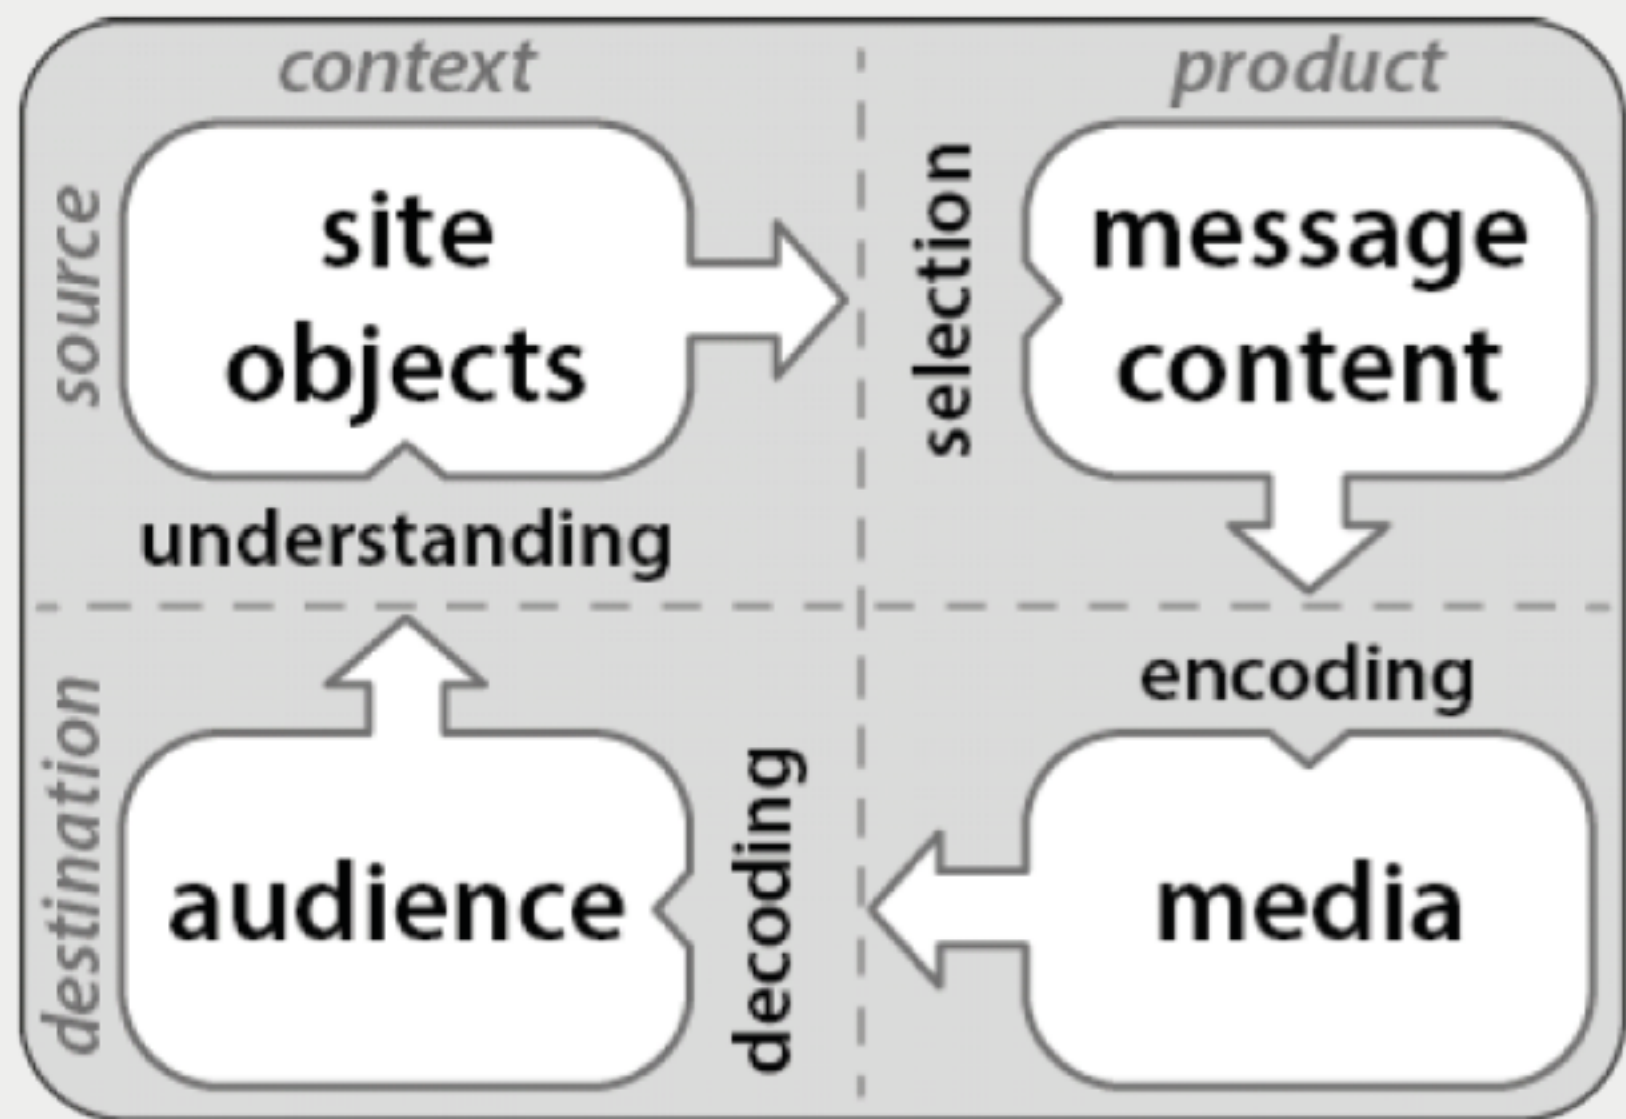 context
product
source
site
objects
selection
message
content
understanding
encoding
destination
audience
decoding
media